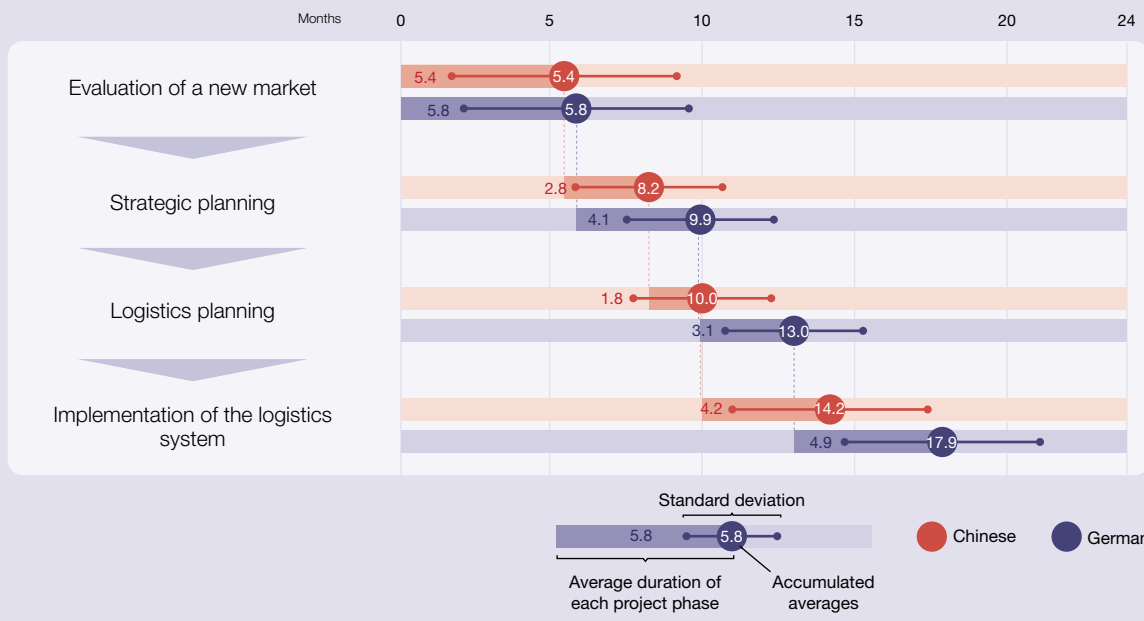 Months 0 5 10 15 20 24
Evaluation of a new market
5.4 5.4
5.8 5.8
Strategic planning
2.8 8.2
4.1 9.9
Logistics planning
1.8 10.0
3.1 13.0
Implementation of the logistics
system
4.2 14.2
4.9 17.9
Standard deviation
5.8 5.8
Chinese German
Average duration of
each project phase
Accumulated
averages